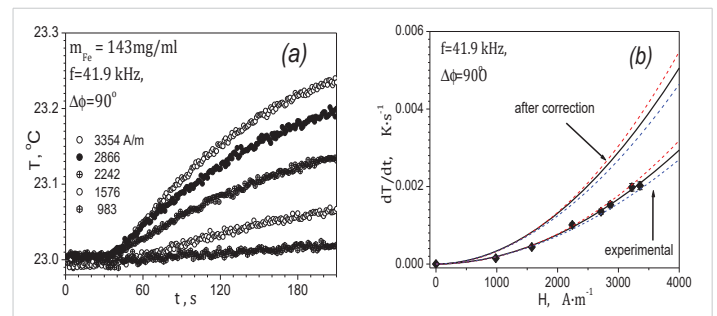 (a)
m_Fe = 143mg/ml
f=41.9 kHz,
Δϕ=90°
3354 A/m
2866
2242
1576
983
T, °C
23.3
23.2
23.1
23.0
0
60
120
180
t, s
(b)
f=41.9 kHz,
Δϕ=90°
after correction
experimental
dT/dt, K·s⁻¹
0.006
0.004
0.002
0.000
0
1000
2000
3000
4000
H, A·m⁻¹